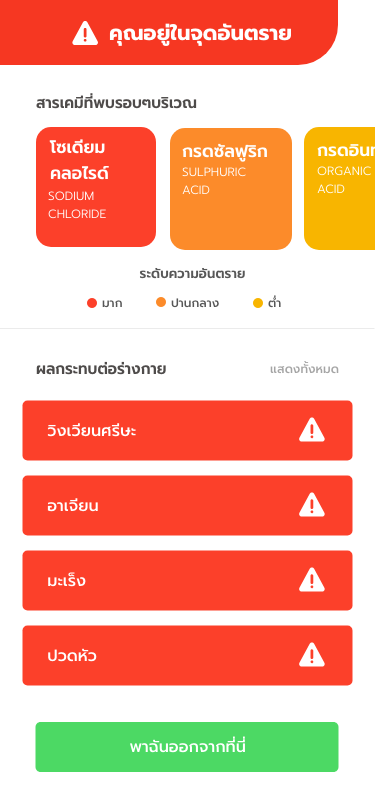 คุณอยู่ในจุดอันตราย
สารเคมีที่พบรอบๆบริเวณ
โซเดียม
คลอไรด์
SODIUM
CHLORIDE
กรดซัลฟูริก
SULPHURIC
ACID
กรดอินท
ORGANIC
ACID
ระดับความอันตราย
มาก
ปานกลาง
ต่ำ
ผลกระทบต่อร่างกาย
แสดงทั้งหมด
วิงเวียนศรีษะ
อาเจียน
มะเร็ง
ปวดหัว
พาฉันออกจากที่นี่